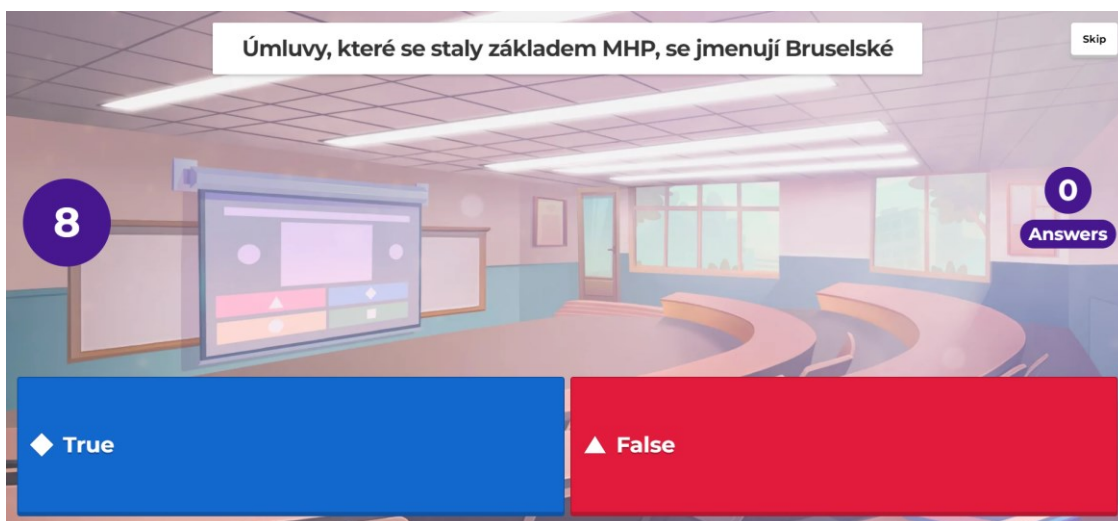 Úmluvy, které se staly základem MHP, se jmenují Bruselské
Skip
8
0
Answers
True
False